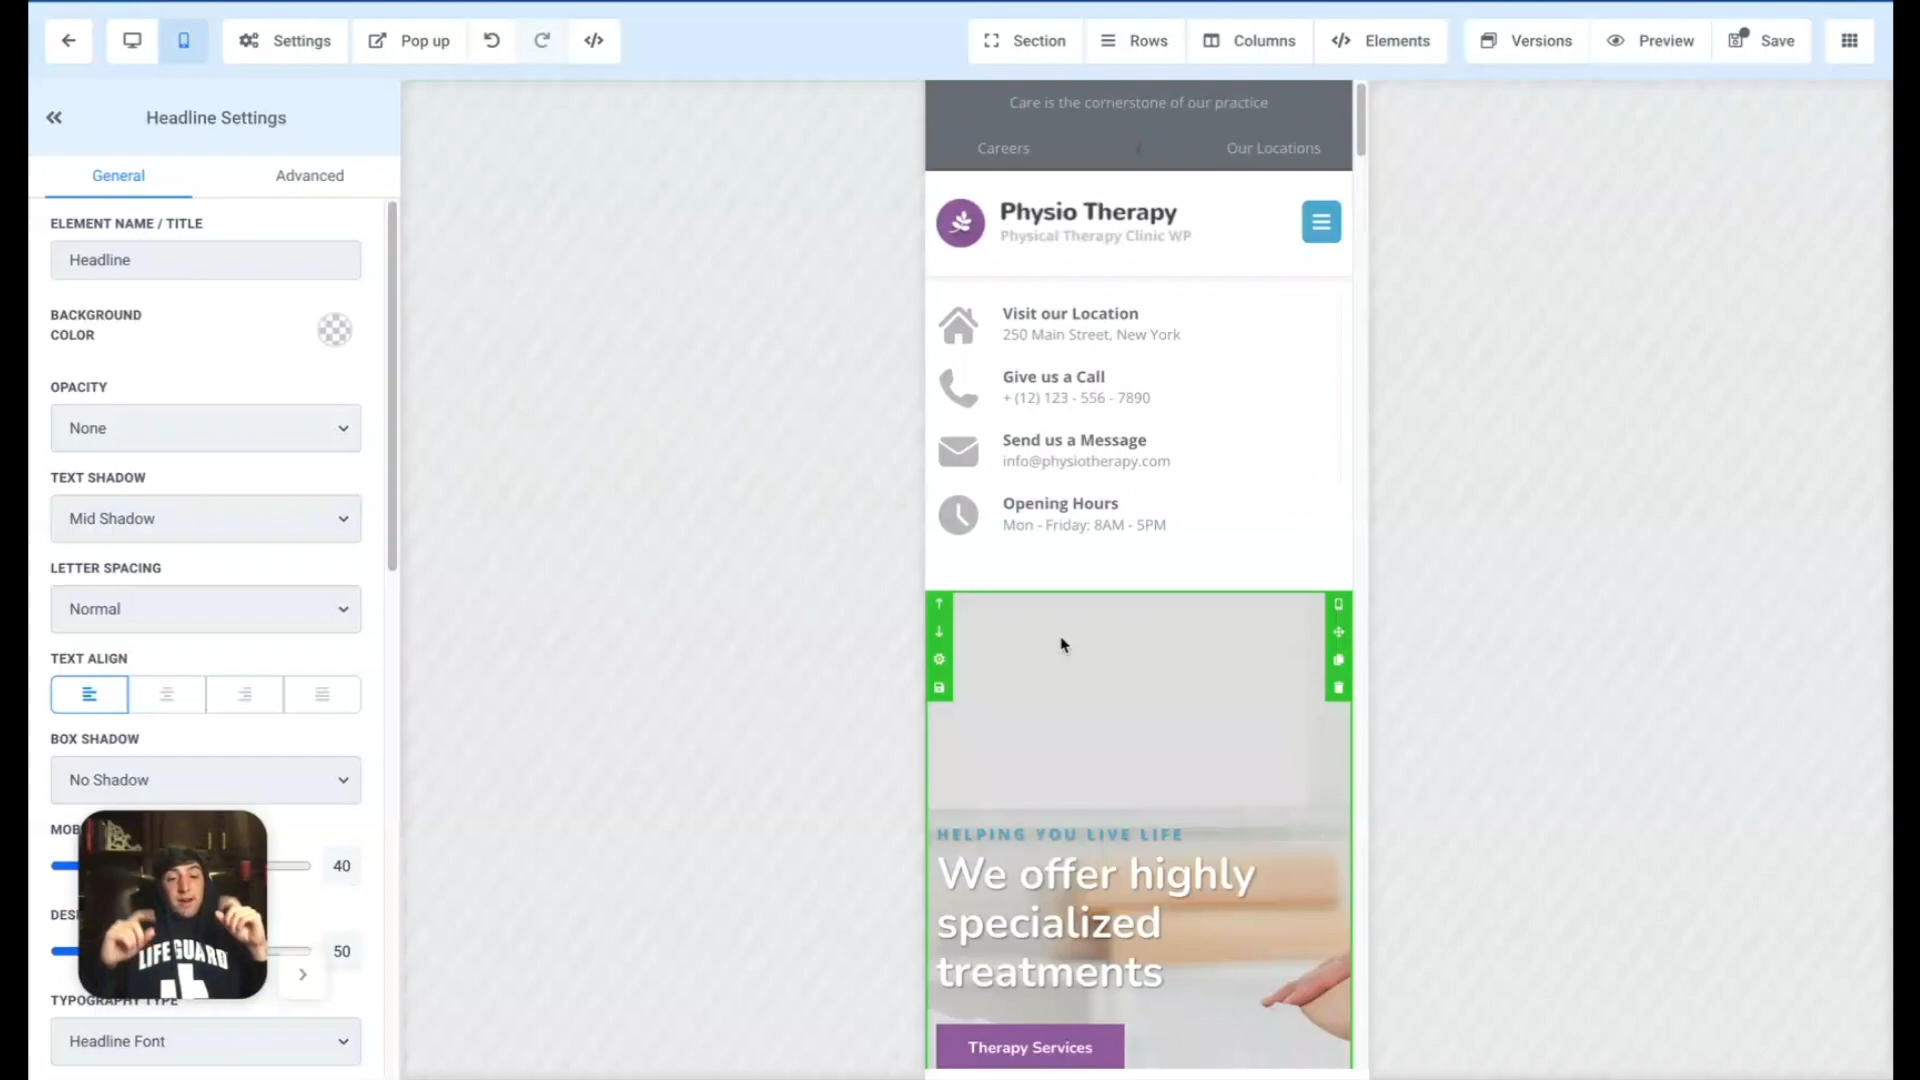 Settings
Pop up
Section
Rows
Columns
Elements
Versions
Preview
Save
Headline Settings
General
Advanced
ELEMENT NAME / TITLE
Headline
BACKGROUND
COLOR
OPACITY
None
TEXT SHADOW
Mid Shadow
LETTER SPACING
Normal
TEXT ALIGN
BOX SHADOW
No Shadow
40
50
TYPOGRAPHY TYPE
Headline Font
LIFE GUARD
Care is the cornerstone of our practice
Careers
Our Locations
Physio Therapy
Physical Therapy Clinic WP
Visit our Location
250 Main Street, New York
Give us a Call
+ (12) 123 - 556 - 7890
Send us a Message
info@physiotherapy.com
Opening Hours
Mon - Friday: 8AM - 5PM
HELPING YOU LIVE LIFE
We offer highly
specialized
treatments
Therapy Services